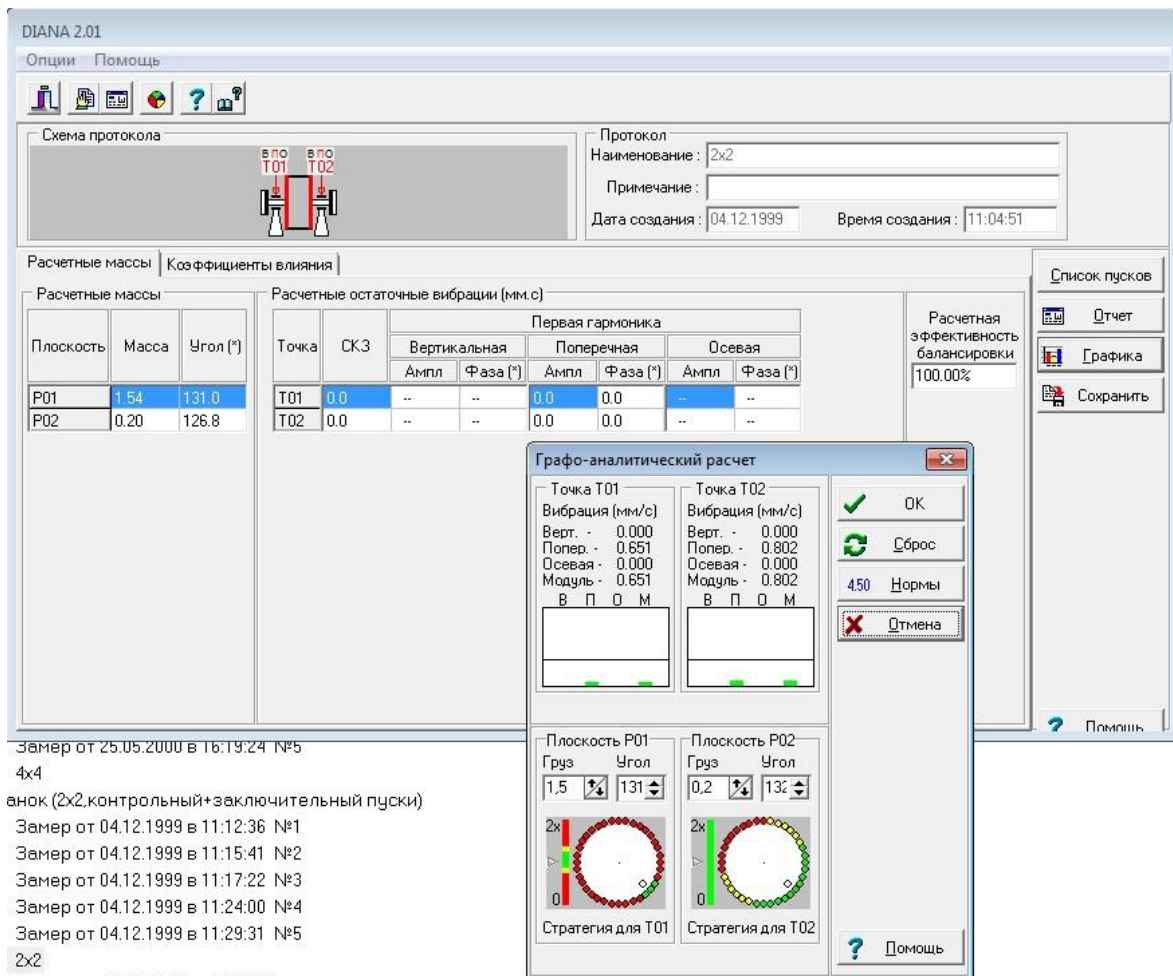 DIANA 2.01
Опции Помощь
Схема протокола
В П О В П О
T01 T02
Протокол
Наименование : 2x2
Примечание :
Дата создания : 04.12.1999 Время создания : 11:04:51
Расчетные массы Коэффициенты влияния
Расчетные массы
Плоскость Масса Угол (*)
P01 1.54 131.0
P02 0.20 126.8
Расчетные остаточные вибрации (мм.с)
Точка СКЗ Первая гармоника
Вертикальная Поперечная Осевая
Ампл Фаза (*) Ампл Фаза (*) Ампл Фаза (*)
T01 0.0 -- -- 0.0 0.0 -- --
T02 0.0 -- -- 0.0 0.0 -- --
Расчетная
эффективность
балансировки
100.00%
Список пусков
Отчет
Графика
Сохранить
Помощь
Графо-аналитический расчет
Точка T01 Точка T02
Вибрация (мм/с) Вибрация (мм/с)
Верт. - 0.000 Верт. - 0.000
Попер. - 0.651 Попер. - 0.802
Осевая - 0.000 Осевая - 0.000
Модуль - 0.651 Модуль - 0.802
В П О М В П О М
OK
Сброс
4.50 Нормы
Отмена
Плоскость P01 Плоскость P02
Груз Угол Груз Угол
1,5 131 0,2 132
2x 2x
0 0
Стратегия для T01 Стратегия для T02
Помощь
Замер от 25.05.2000 в 16:19:24 №5
4x4
анок (2x2,контрольный+заключительный пуски)
Замер от 04.12.1999 в 11:12:36 №1
Замер от 04.12.1999 в 11:15:41 №2
Замер от 04.12.1999 в 11:17:22 №3
Замер от 04.12.1999 в 11:24:00 №4
Замер от 04.12.1999 в 11:29:31 №5
2x2